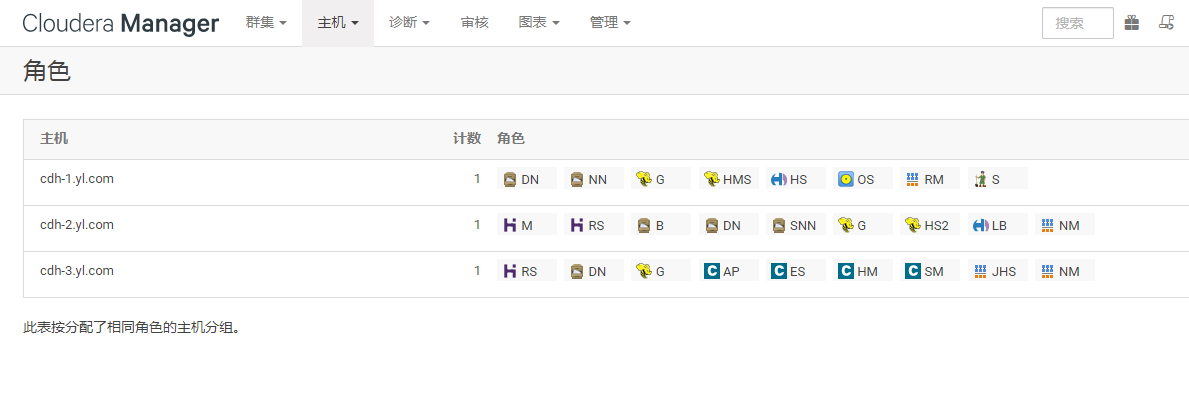 Cloudera Manager 群集 主机 诊断 审核 图表 管理 搜索
角色
主机 计数 角色
cdh-1.yl.com 1 DN NN G HMS HS OS RM S
cdh-2.yl.com 1 M RS B DN SNN G HS2 LB NM
cdh-3.yl.com 1 RS DN G AP ES HM SM JHS NM
此表按分配了相同角色的主机分组。